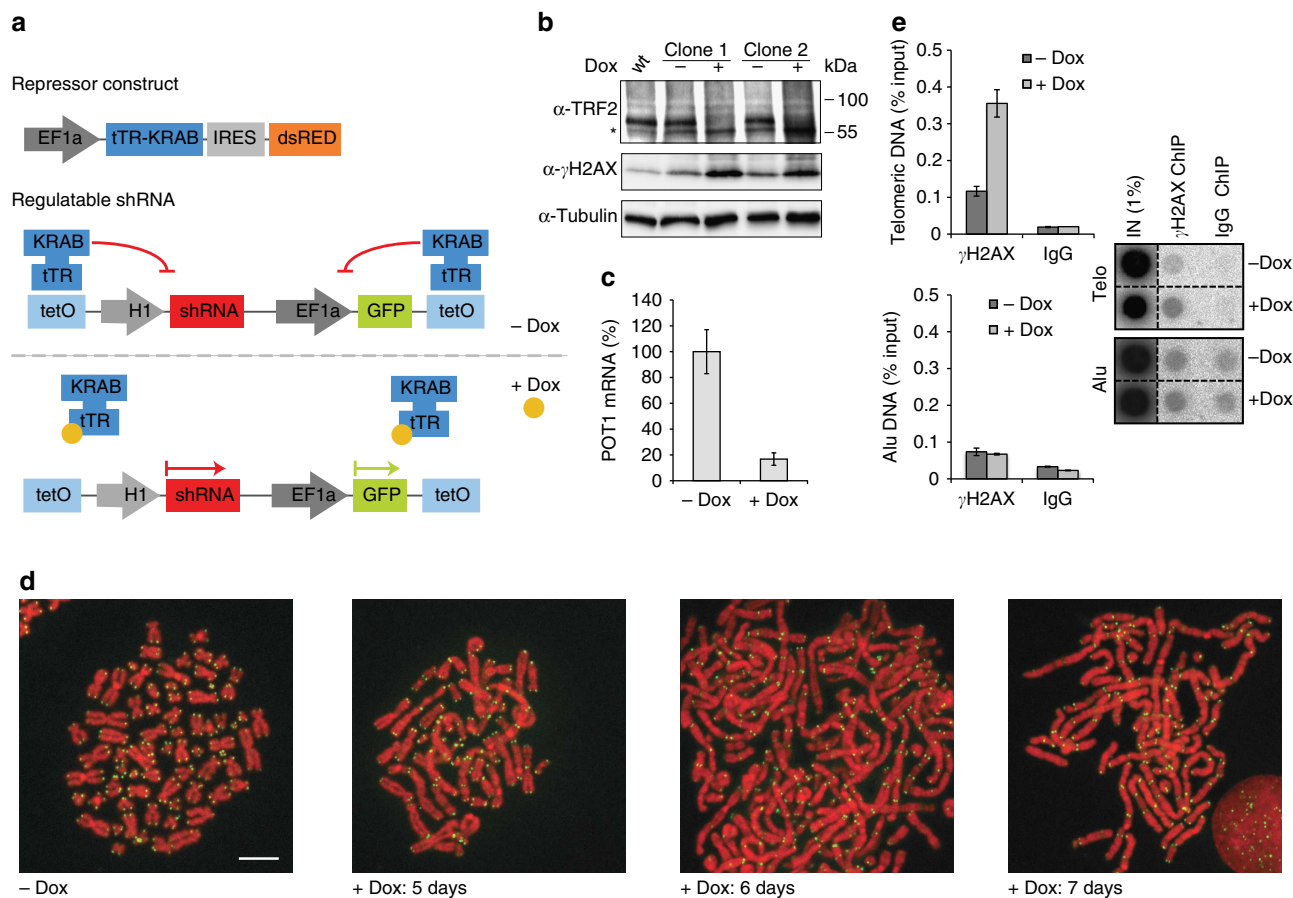 a
Repressor construct
EF1a tTR-KRAB IRES dsRED
Regulatable shRNA
KRAB KRAB
tTR tTR
tetO H1 shRNA EF1a GFP tetO
– Dox
+ Dox
KRAB KRAB
tTR tTR
tetO H1 shRNA EF1a GFP tetO
b
Clone 1 Clone 2
Dox wt – + – + kDa
α-TRF2
– 100
* – 55
α-γH2AX
α-Tubulin
c
POT1 mRNA (%)
140
120
100
80
60
40
20
0
– Dox + Dox
d
– Dox
+ Dox: 5 days
+ Dox: 6 days
+ Dox: 7 days
e
Telomeric DNA (% input)
0.5
0.4
0.3
0.2
0.1
0
– Dox
+ Dox
γH2AX IgG
Alu DNA (% input)
0.5
0.4
0.3
0.2
0.1
0
– Dox
+ Dox
γH2AX IgG
IN (1%)
γH2AX ChIP
IgG ChIP
Telo
–Dox
+Dox
Alu
–Dox
+Dox